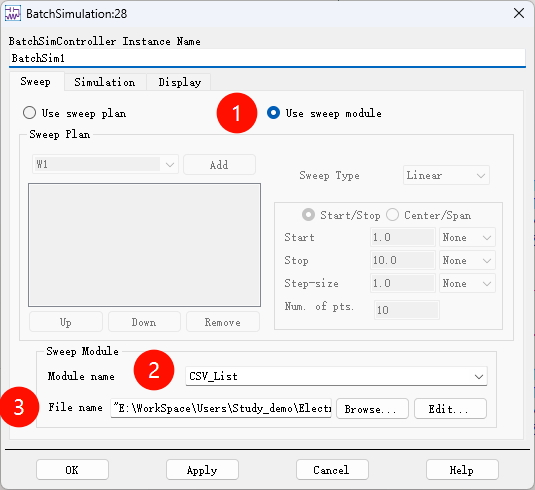 BatchSimulation:28
BatchSimController Instance Name
BatchSim1
Sweep Simulation Display
Use sweep plan 1 Use sweep module
Sweep Plan
W1 Add
Sweep Type Linear
Start/Stop Center/Span
Start 1.0 None
Stop 10.0 None
Step-size 1.0 None
Num. of pts. 10
Up Down Remove
Sweep Module
2
Module name CSV_List
3 File name "E:\WorkSpace\Users\Study_demo\Elect Browse... Edit...
OK Apply Cancel Help